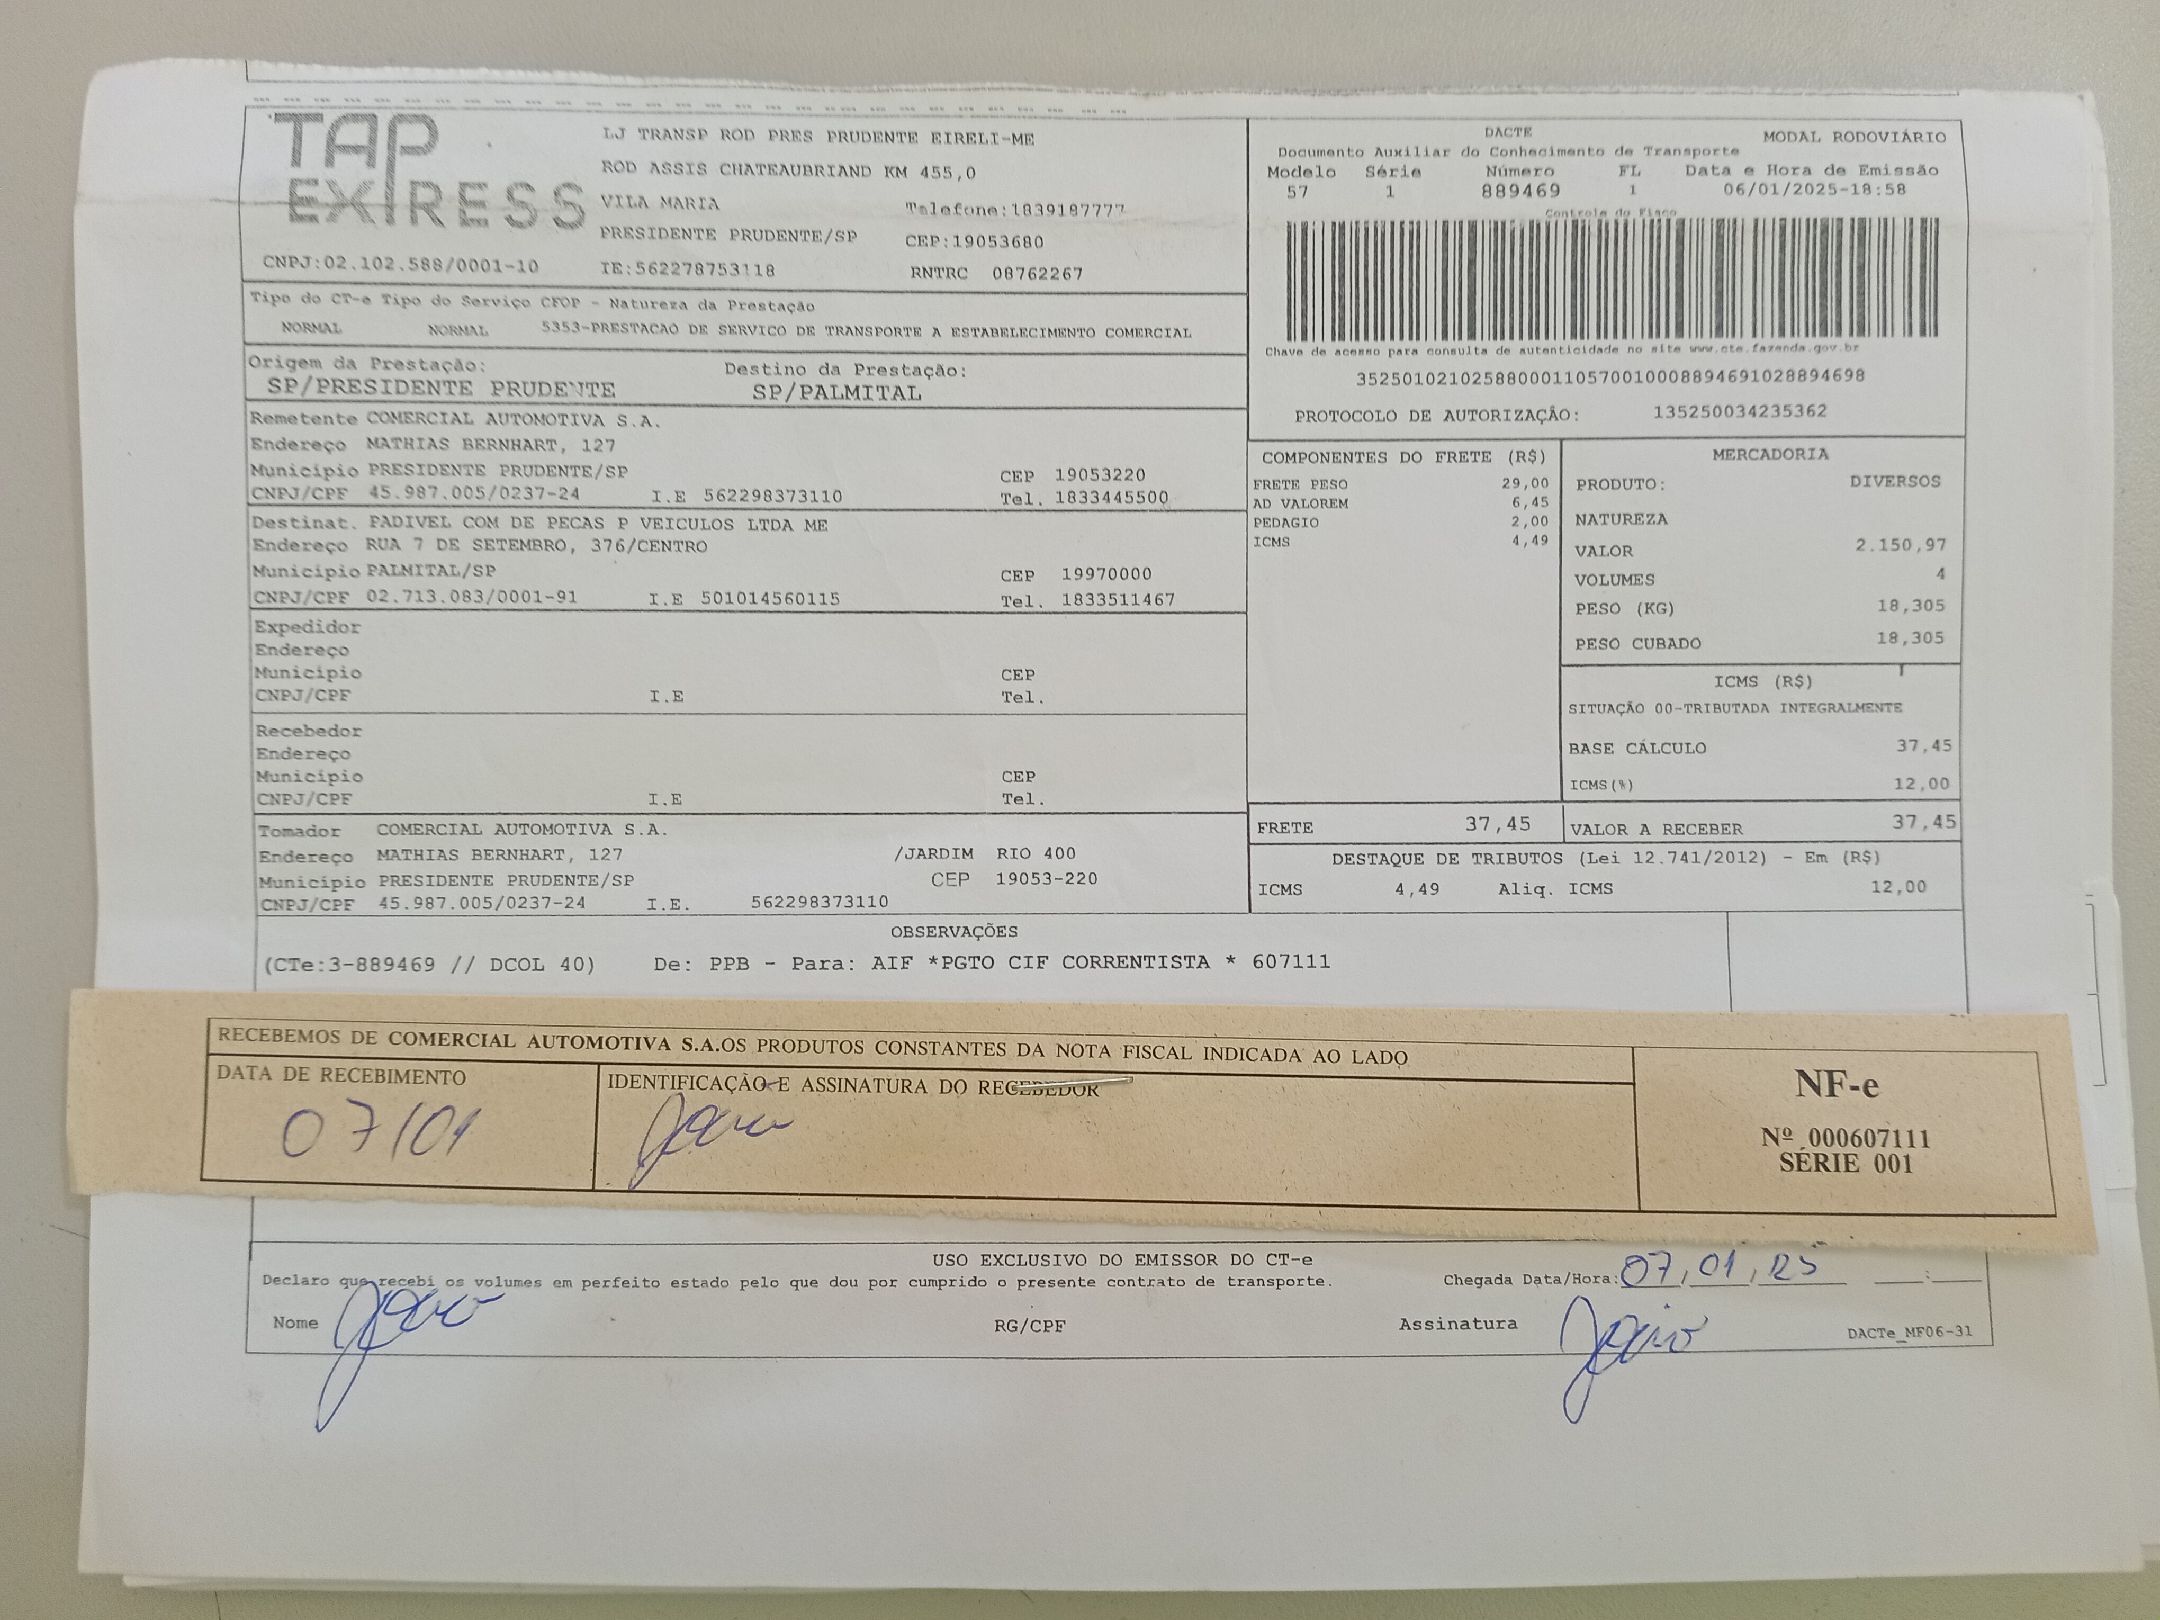 TAP EXPRESS
LJ TRANSP ROD PRES PRUDENTE EIRELI-ME
ROD ASSIS CHATEAUBRIAND KM 455,0
VILA MARIA Telefone:1839187777
PRESIDENTE PRUDENTE/SP CEP:19053680
CNPJ:02.102.588/0001-10 IE:562278753118 RNTRC 08762267
DACTE MODAL RODOVIÁRIO
Documento Auxiliar do Conhecimento de Transporte
Modelo Série Número FL Data e Hora de Emissão
57 1 889469 1 06/01/2025-18:58
Controle do Fisco
Chave de acesso para consulta de autenticidade no site www.cte.fazenda.gov.br
35250102102588000110570010008894691028894698
PROTOCOLO DE AUTORIZAÇÃO: 135250034235362
Tipo do CT-e Tipo do Serviço CFOP - Natureza da Prestação
NORMAL NORMAL 5353-PRESTACAO DE SERVICO DE TRANSPORTE A ESTABELECIMENTO COMERCIAL
Origem da Prestação: Destino da Prestação:
SP/PRESIDENTE PRUDENTE SP/PALMITAL
Remetente COMERCIAL AUTOMOTIVA S.A.
Endereço MATHIAS BERNHART, 127
Município PRESIDENTE PRUDENTE/SP CEP 19053220
CNPJ/CPF 45.987.005/0237-24 I.E 562298373110 Tel. 1833445500
Destinat. PADIVEL COM DE PECAS P VEICULOS LTDA ME
Endereço RUA 7 DE SETEMBRO, 376/CENTRO
Município PALMITAL/SP CEP 19970000
CNPJ/CPF 02.713.083/0001-91 I.E 501014560115 Tel. 1833511467
Expedidor
Endereço
Município CEP
CNPJ/CPF I.E Tel.
Recebedor
Endereço
Município CEP
CNPJ/CPF I.E Tel.
Tomador COMERCIAL AUTOMOTIVA S.A.
Endereço MATHIAS BERNHART, 127 /JARDIM RIO 400
Município PRESIDENTE PRUDENTE/SP CEP 19053-220
CNPJ/CPF 45.987.005/0237-24 I.E. 562298373110
COMPONENTES DO FRETE (R$)
FRETE PESO 29,00
AD VALOREM 6,45
PEDAGIO 2,00
ICMS 4,49
MERCADORIA
PRODUTO: DIVERSOS
NATUREZA
VALOR 2.150,97
VOLUMES 4
PESO (KG) 18,305
PESO CUBADO 18,305
ICMS (R$)
SITUAÇÃO 00-TRIBUTADA INTEGRALMENTE
BASE CÁLCULO 37,45
ICMS(%) 12,00
FRETE 37,45 VALOR A RECEBER 37,45
DESTAQUE DE TRIBUTOS (Lei 12.741/2012) - Em (R$)
ICMS 4,49 Aliq. ICMS 12,00
OBSERVAÇÕES
(CTe:3-889469 // DCOL 40) De: PPB - Para: AIF *PGTO CIF CORRENTISTA * 607111
RECEBEMOS DE COMERCIAL AUTOMOTIVA S.A.OS PRODUTOS CONSTANTES DA NOTA FISCAL INDICADA AO LADO
DATA DE RECEBIMENTO IDENTIFICAÇÃO E ASSINATURA DO RECEBEDOR
07/01
NF-e
Nº 000607111
SÉRIE 001
USO EXCLUSIVO DO EMISSOR DO CT-e
Declaro que recebi os volumes em perfeito estado pelo que dou por cumprido o presente contrato de transporte. Chegada Data/Hora: 07,01,25 :
Nome RG/CPF Assinatura
DACTe_MF06-31